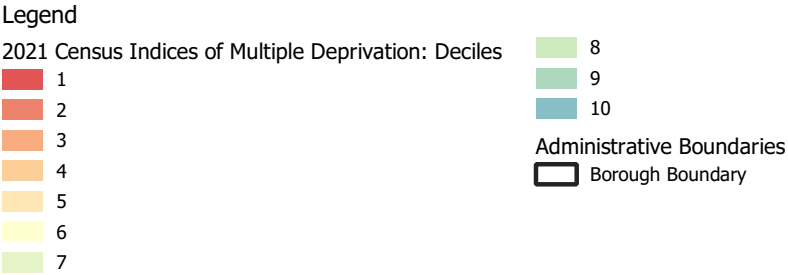 Legend
2021 Census Indices of Multiple Deprivation: Deciles
1
2
3
4
5
6
7
8
9
10
Administrative Boundaries
Borough Boundary